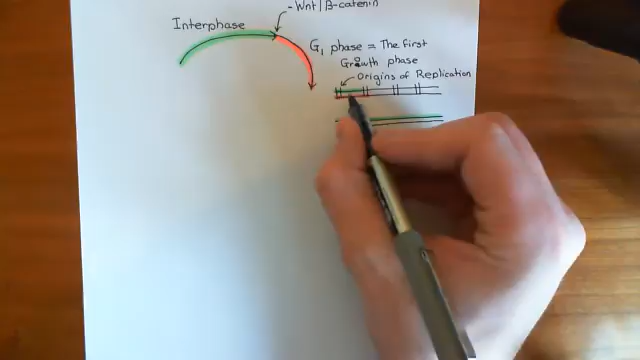 - Wnt/β-catenin
Interphase
G₁ phase = The first
Growth phase
Origins of Replication